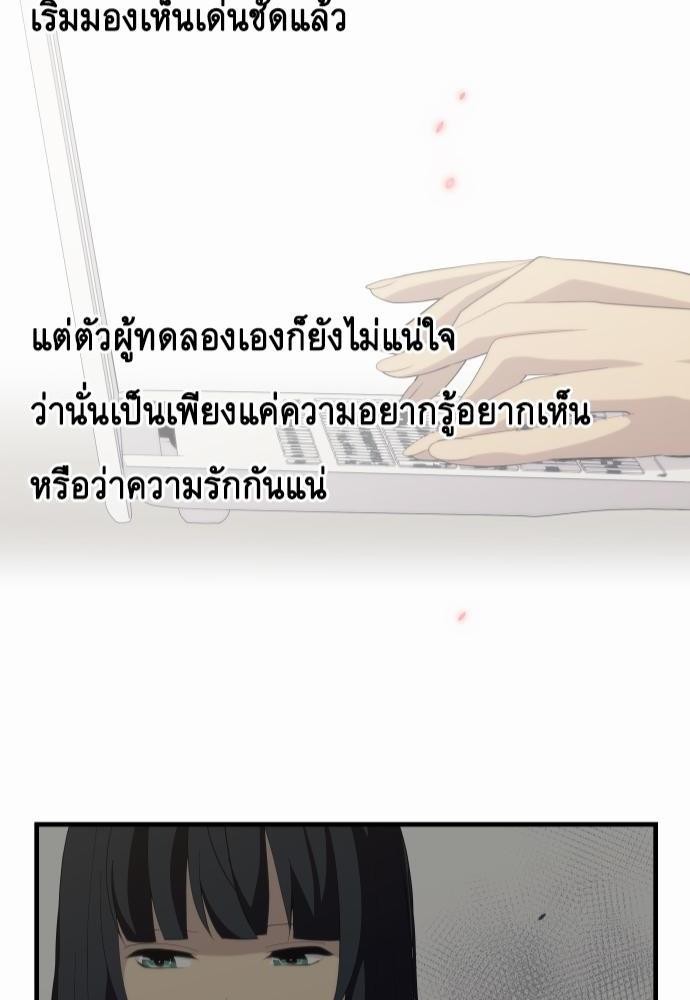 เริ่มมองเห็นเด่นชัดแล้ว
แต่ตัวผู้ทดลองเองก็ยังไม่แน่ใจ
ว่านั่นเป็นเพียงแค่ความอยากรู้อยากเห็น
หรือว่าความรักกันแน่